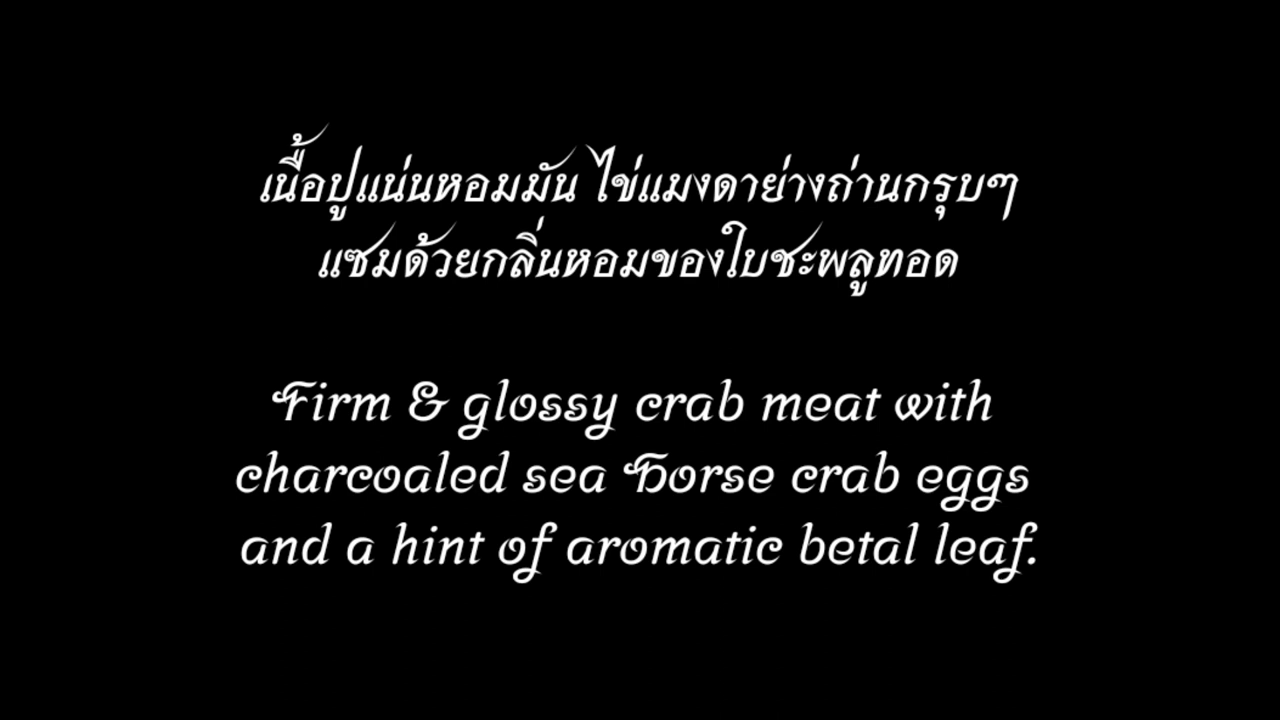 เนื้อปูแน่นหอมมัน ไข่แมงดาย่างถ่านกรุบๆ
แซมด้วยกลิ่นหอมของใบชะพลูทอด
Firm & glossy crab meat with
charcoaled sea Horse crab eggs
and a hint of aromatic betal leaf.